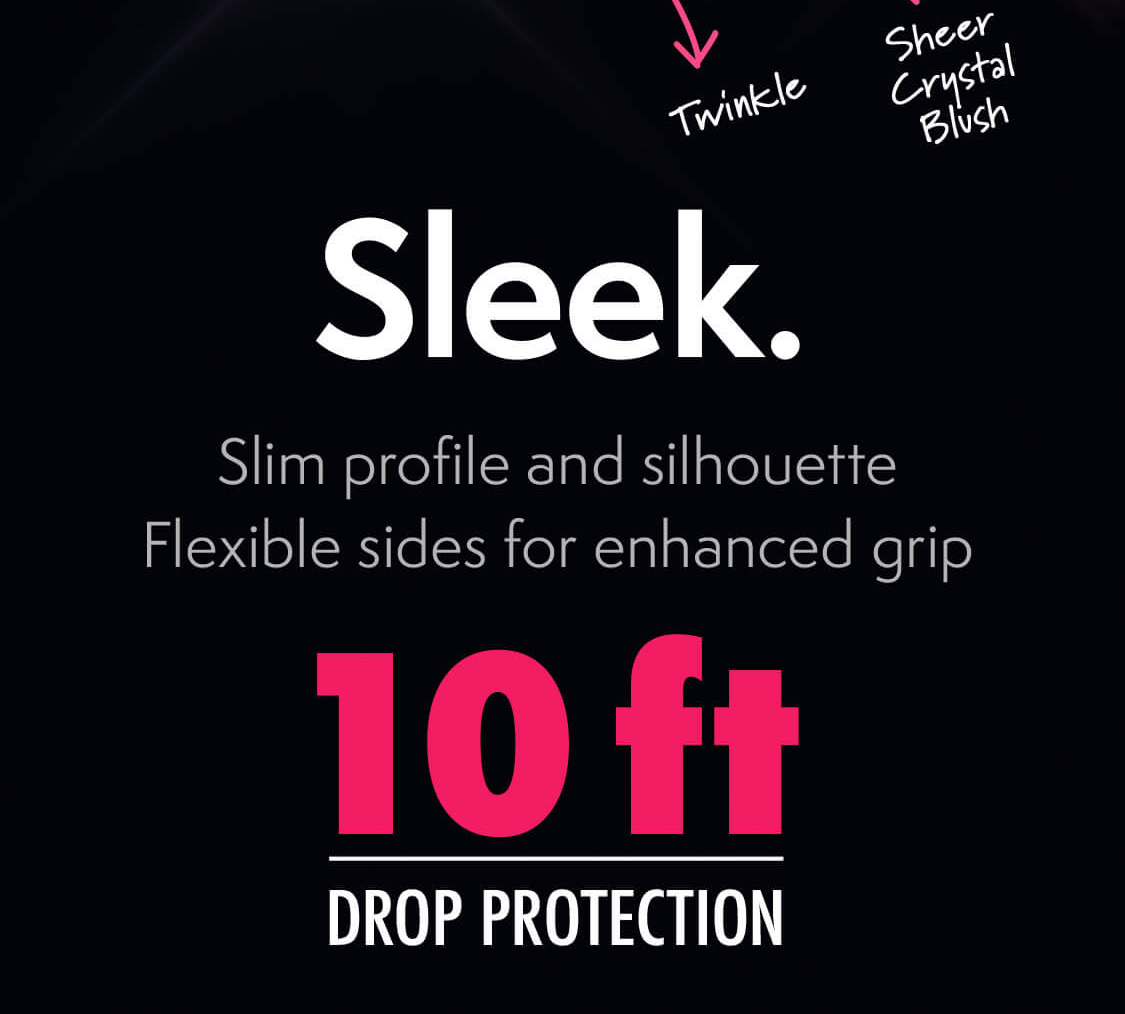 Twinkle
Sheer
Crystal
Blush
Sleek.
Slim profile and silhouette
Flexible sides for enhanced grip
10 ft
DROP PROTECTION